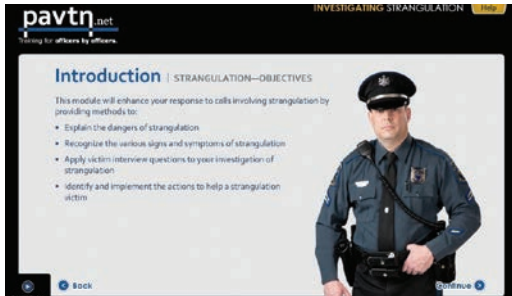 pavtn.net
Training for officers by officers.
INVESTIGATING STRANGULATION
Help
Introduction | STRANGULATION—OBJECTIVES
This module will enhance your response to calls involving strangulation by
providing methods to:
• Explain the dangers of strangulation
• Recognize the various signs and symptoms of strangulation
• Apply victim interview questions to your investigation of
strangulation
• Identify and implement the actions to help a strangulation
victim
Back
Continue